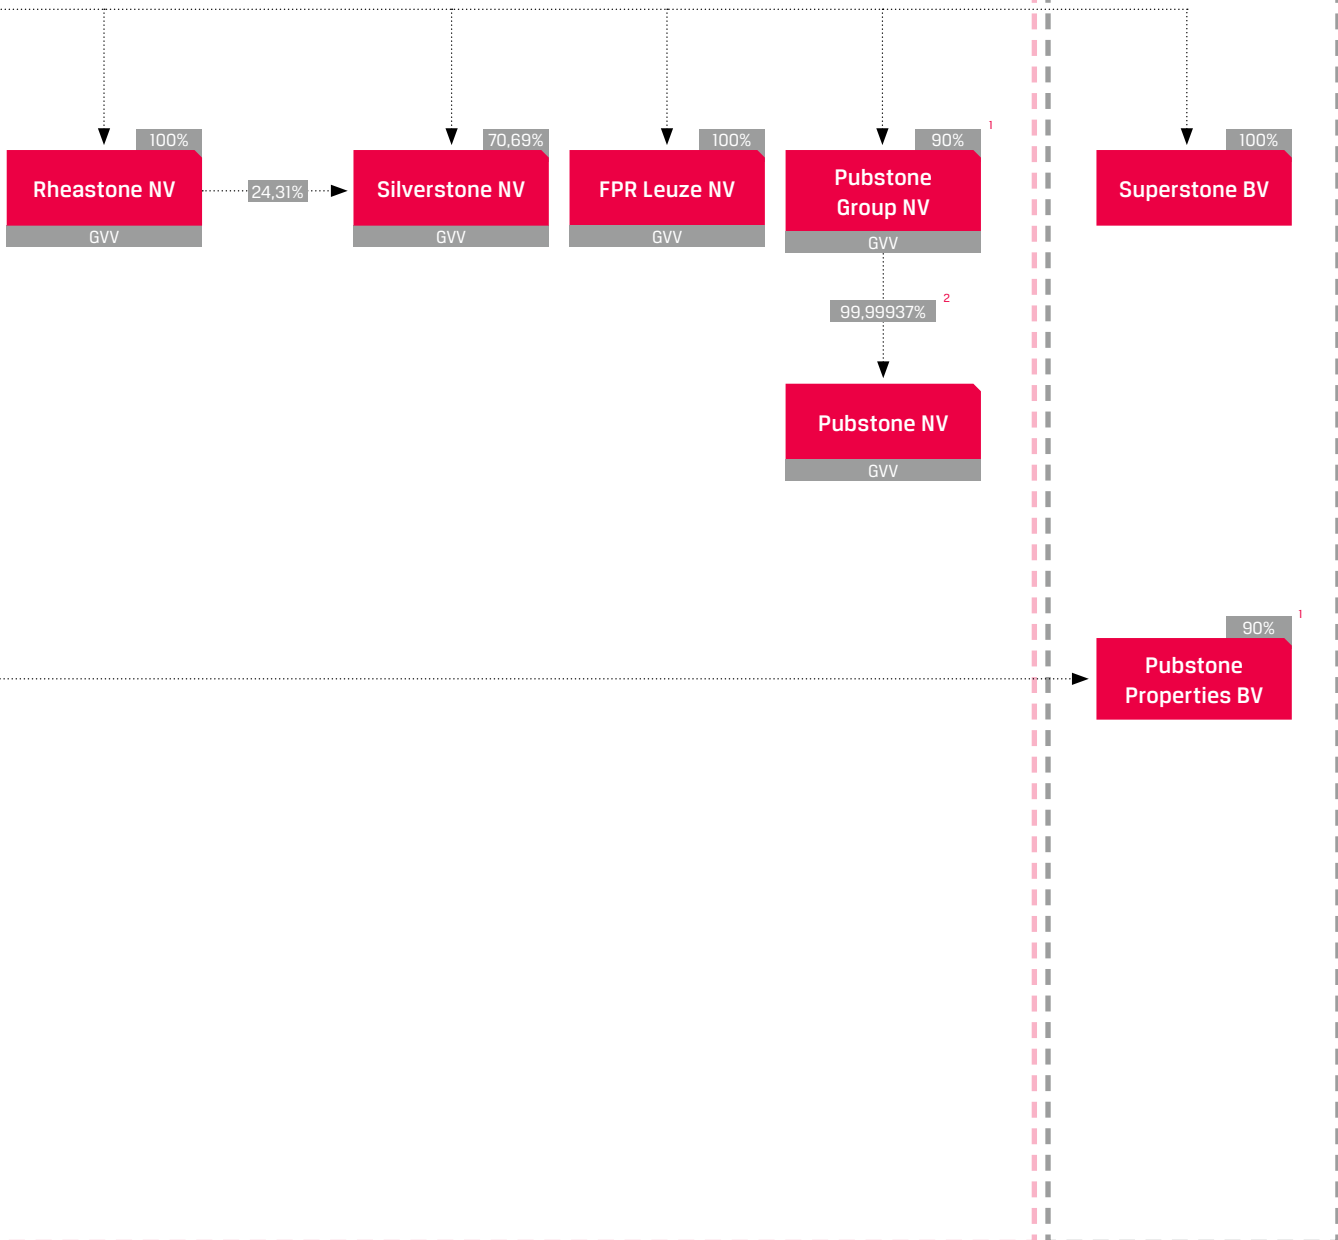 100%
Rheastone NV
GVV
24,31%
70,69%
Silverstone NV
GVV
100%
FPR Leuze NV
GVV
90%
1
Pubstone
Group NV
GVV
100%
Superstone BV
99,99937%
2
Pubstone NV
GVV
90%
1
Pubstone
Properties BV